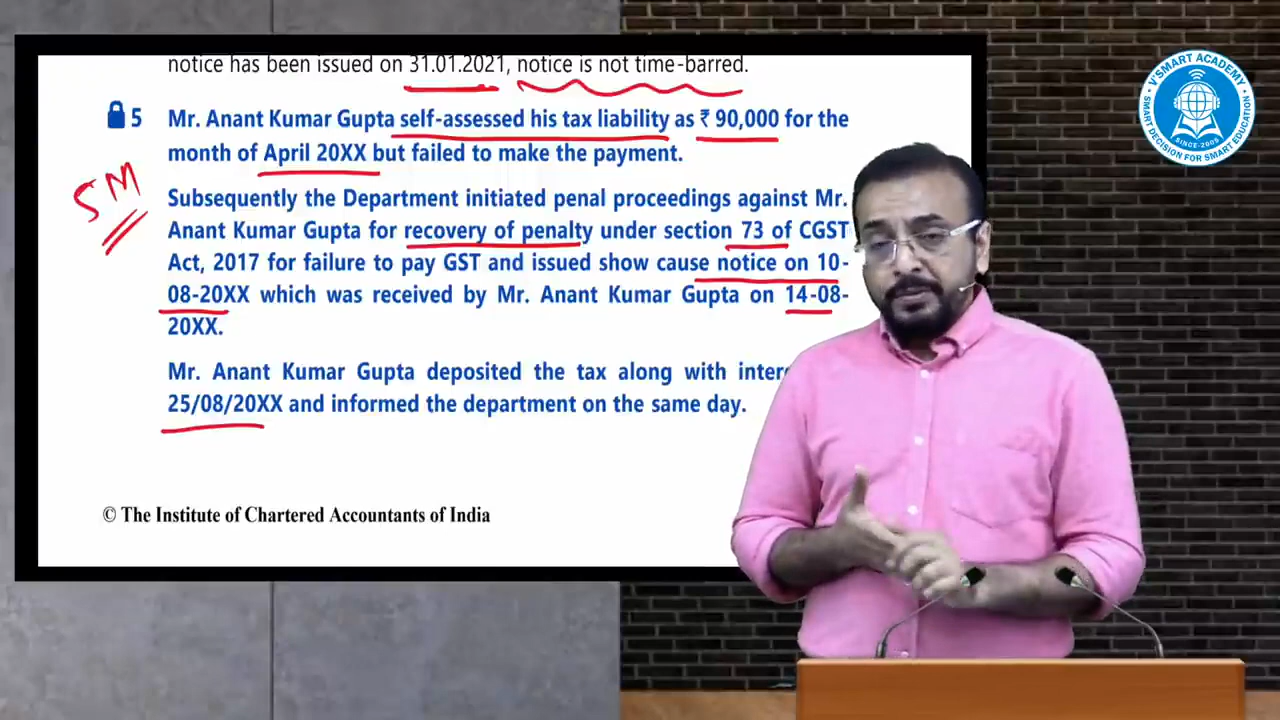 notice has been issued on 31.01.2021, notice is not time-barred.
5 Mr. Anant Kumar Gupta self-assessed his tax liability as ₹ 90,000 for the
month of April 20XX but failed to make the payment.
SM
Subsequently the Department initiated penal proceedings against Mr.
Anant Kumar Gupta for recovery of penalty under section 73 of CGST
Act, 2017 for failure to pay GST and issued show cause notice on 10-
08-20XX which was received by Mr. Anant Kumar Gupta on 14-08-
20XX.
Mr. Anant Kumar Gupta deposited the tax along with
25/08/20XX and informed the department on the same day.
© The Institute of Chartered Accountants of India
V'SMART ACADEMY
SINCE-2005
SMART DECISION FOR SMART EDUCATION